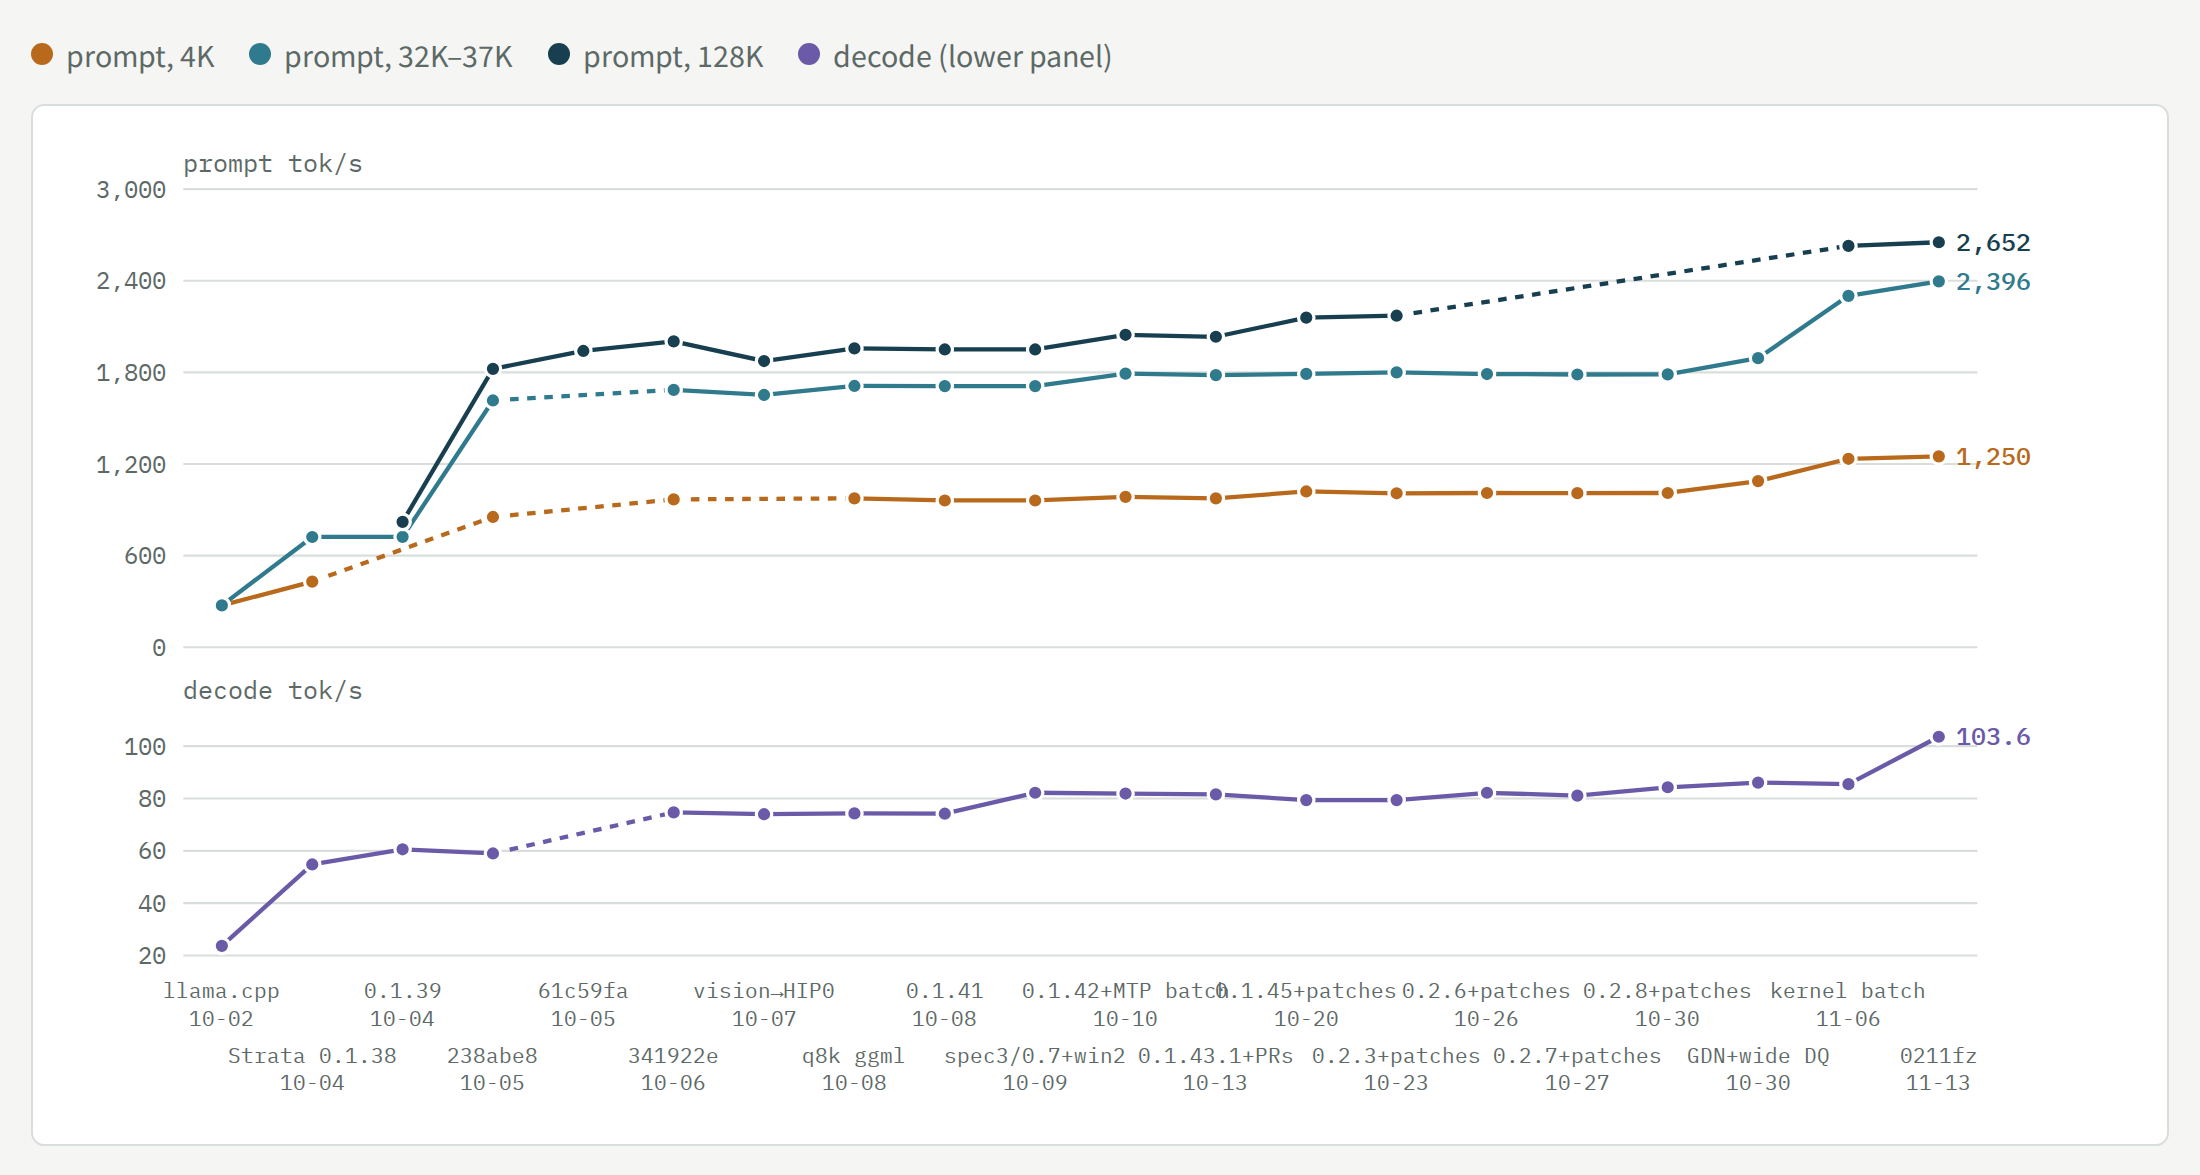 prompt, 4K
prompt, 32K–37K
prompt, 128K
decode (lower panel)
prompt tok/s
3,000
2,400
1,800
1,200
600
0
2,652
2,396
1,250
decode tok/s
100
80
60
40
20
103.6
llama.cpp
10-02
Strata 0.1.38
10-04
0.1.39
10-04
238abe8
10-05
61c59fa
10-05
341922e
10-06
vision→HIP0
10-07
q8k ggml
10-08
0.1.41
10-08
spec3/0.7+win2
10-09
0.1.42+MTP batch
10-10
0.1.43.1+PRs
10-13
0.1.45+patches
10-20
0.2.3+patches
10-23
0.2.6+patches
10-26
0.2.7+patches
10-27
0.2.8+patches
10-30
GDN+wide DQ
10-30
kernel batch
11-06
0211fz
11-13